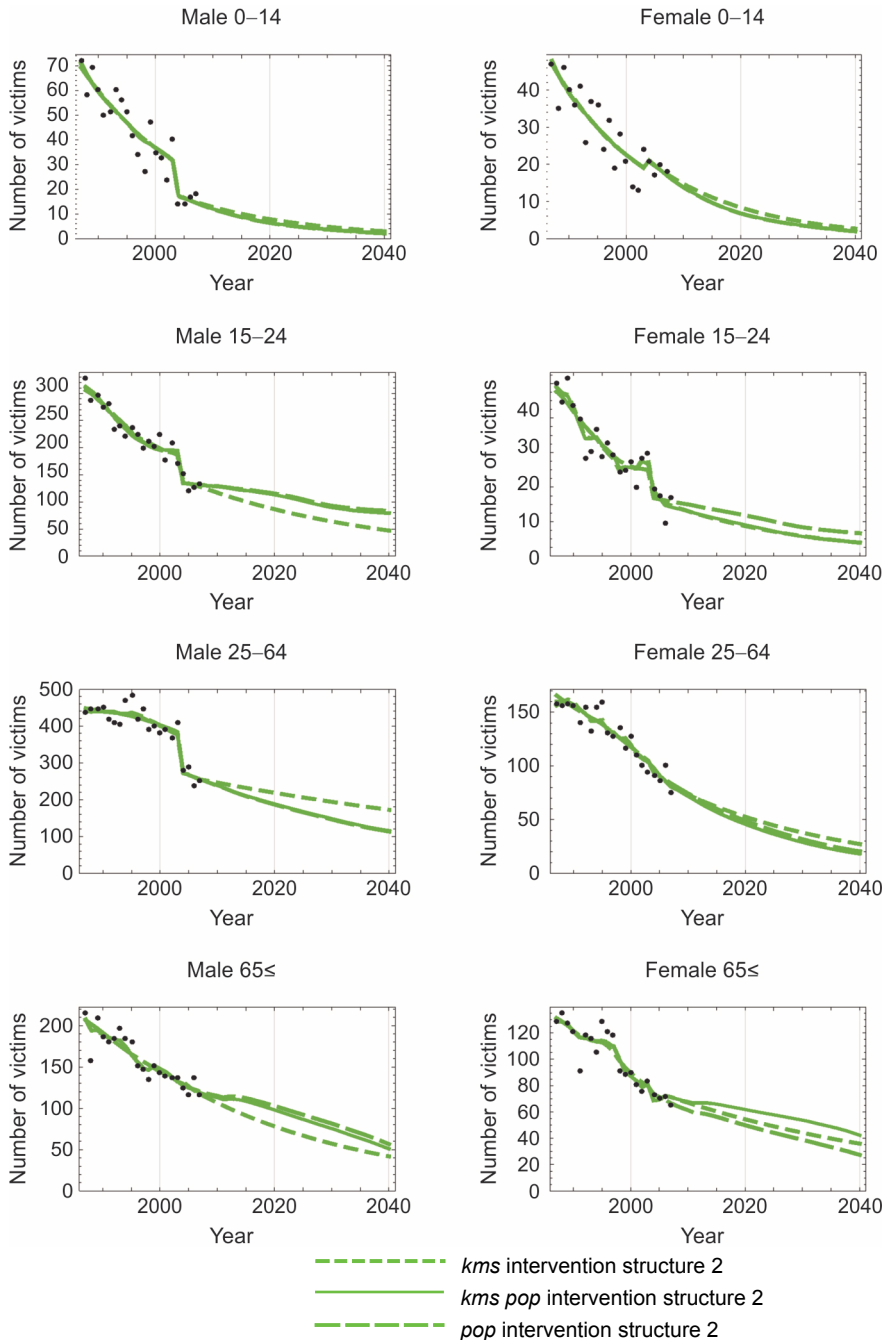 Male 0–14
Female 0–14
Number of victims
70
60
50
40
30
20
10
0
2000
2020
2040
Year
Number of victims
40
30
20
10
0
2000
2020
2040
Year
Male 15–24
Female 15–24
Number of victims
300
250
200
150
100
50
0
2000
2020
2040
Year
Number of victims
40
30
20
10
0
2000
2020
2040
Year
Male 25–64
Female 25–64
Number of victims
500
400
300
200
100
0
2000
2020
2040
Year
Number of victims
150
100
50
0
2000
2020
2040
Year
Male 65≤
Female 65≤
Number of victims
200
150
100
50
0
2000
2020
2040
Year
Number of victims
120
100
80
60
40
20
0
2000
2020
2040
Year
kms intervention structure 2
kms pop intervention structure 2
pop intervention structure 2